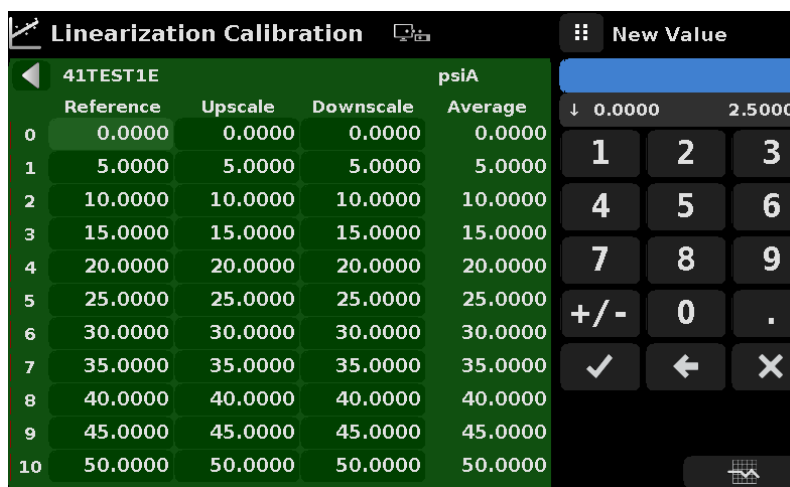 Linearization Calibration
41TEST1E psiA
Reference Upscale Downscale Average
0 0.0000 0.0000 0.0000 0.0000
1 5.0000 5.0000 5.0000 5.0000
2 10.0000 10.0000 10.0000 10.0000
3 15.0000 15.0000 15.0000 15.0000
4 20.0000 20.0000 20.0000 20.0000
5 25.0000 25.0000 25.0000 25.0000
6 30.0000 30.0000 30.0000 30.0000
7 35.0000 35.0000 35.0000 35.0000
8 40.0000 40.0000 40.0000 40.0000
9 45.0000 45.0000 45.0000 45.0000
10 50.0000 50.0000 50.0000 50.0000
New Value
↓ 0.0000 2.5000
1 2 3
4 5 6
7 8 9
+/- 0 .